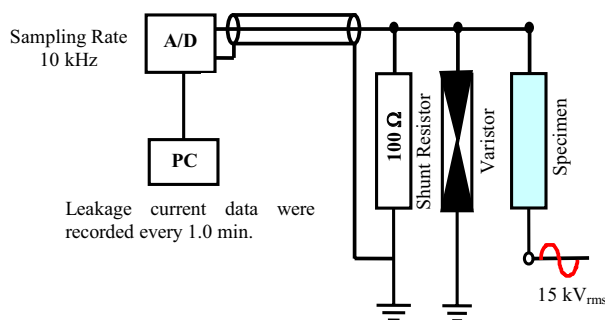 Sampling Rate
10 kHz
A/D
PC
Leakage current data were
recorded every 1.0 min.
100 Ω
Shunt Resistor
Varistor
Specimen
15 kVrms